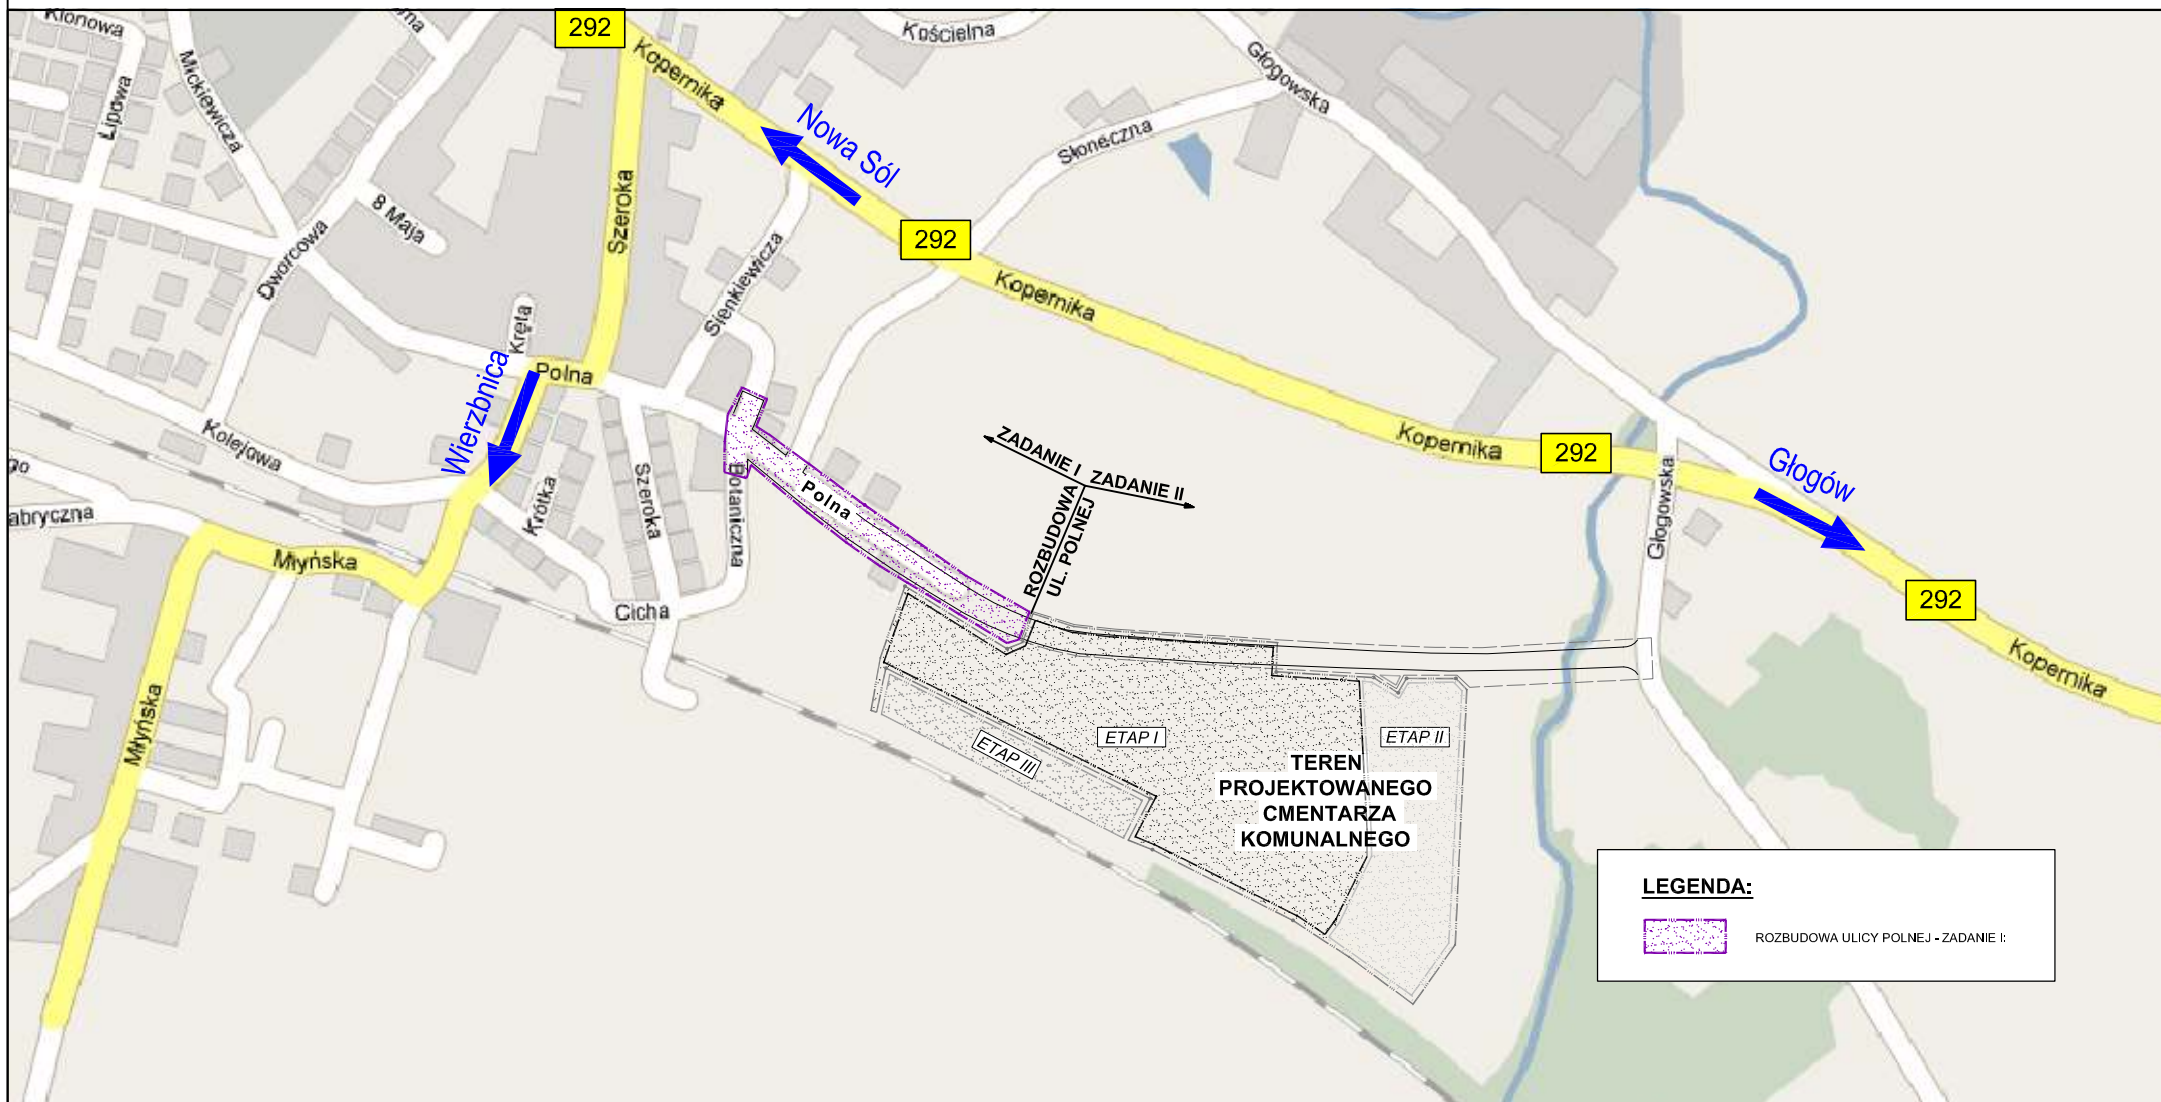 Klonowa
292
Kościelna
Kopernika
Głogowska
Mickiewicza
Lipowa
Nowa Sól
Słoneczna
8 Maja
Szeroka
Dworcowa
Sienkiewicza
292
Kopernika
Kręta
Polna
Wierzbnica
Kolejowa
Kopernika
292
Głogów
ZADANIE I
ZADANIE II
ROZBUDOWA
UL. POLNEJ
Polna
Botaniczna
Szeroka
Krótka
Głogowska
abryczna
go
Młyńska
Cicha
292
Kopernika
Młyńska
ETAP I
ETAP II
ETAP III
TEREN
PROJEKTOWANEGO
CMENTARZA
KOMUNALNEGO
LEGENDA:
ROZBUDOWA ULICY POLNEJ - ZADANIE I: